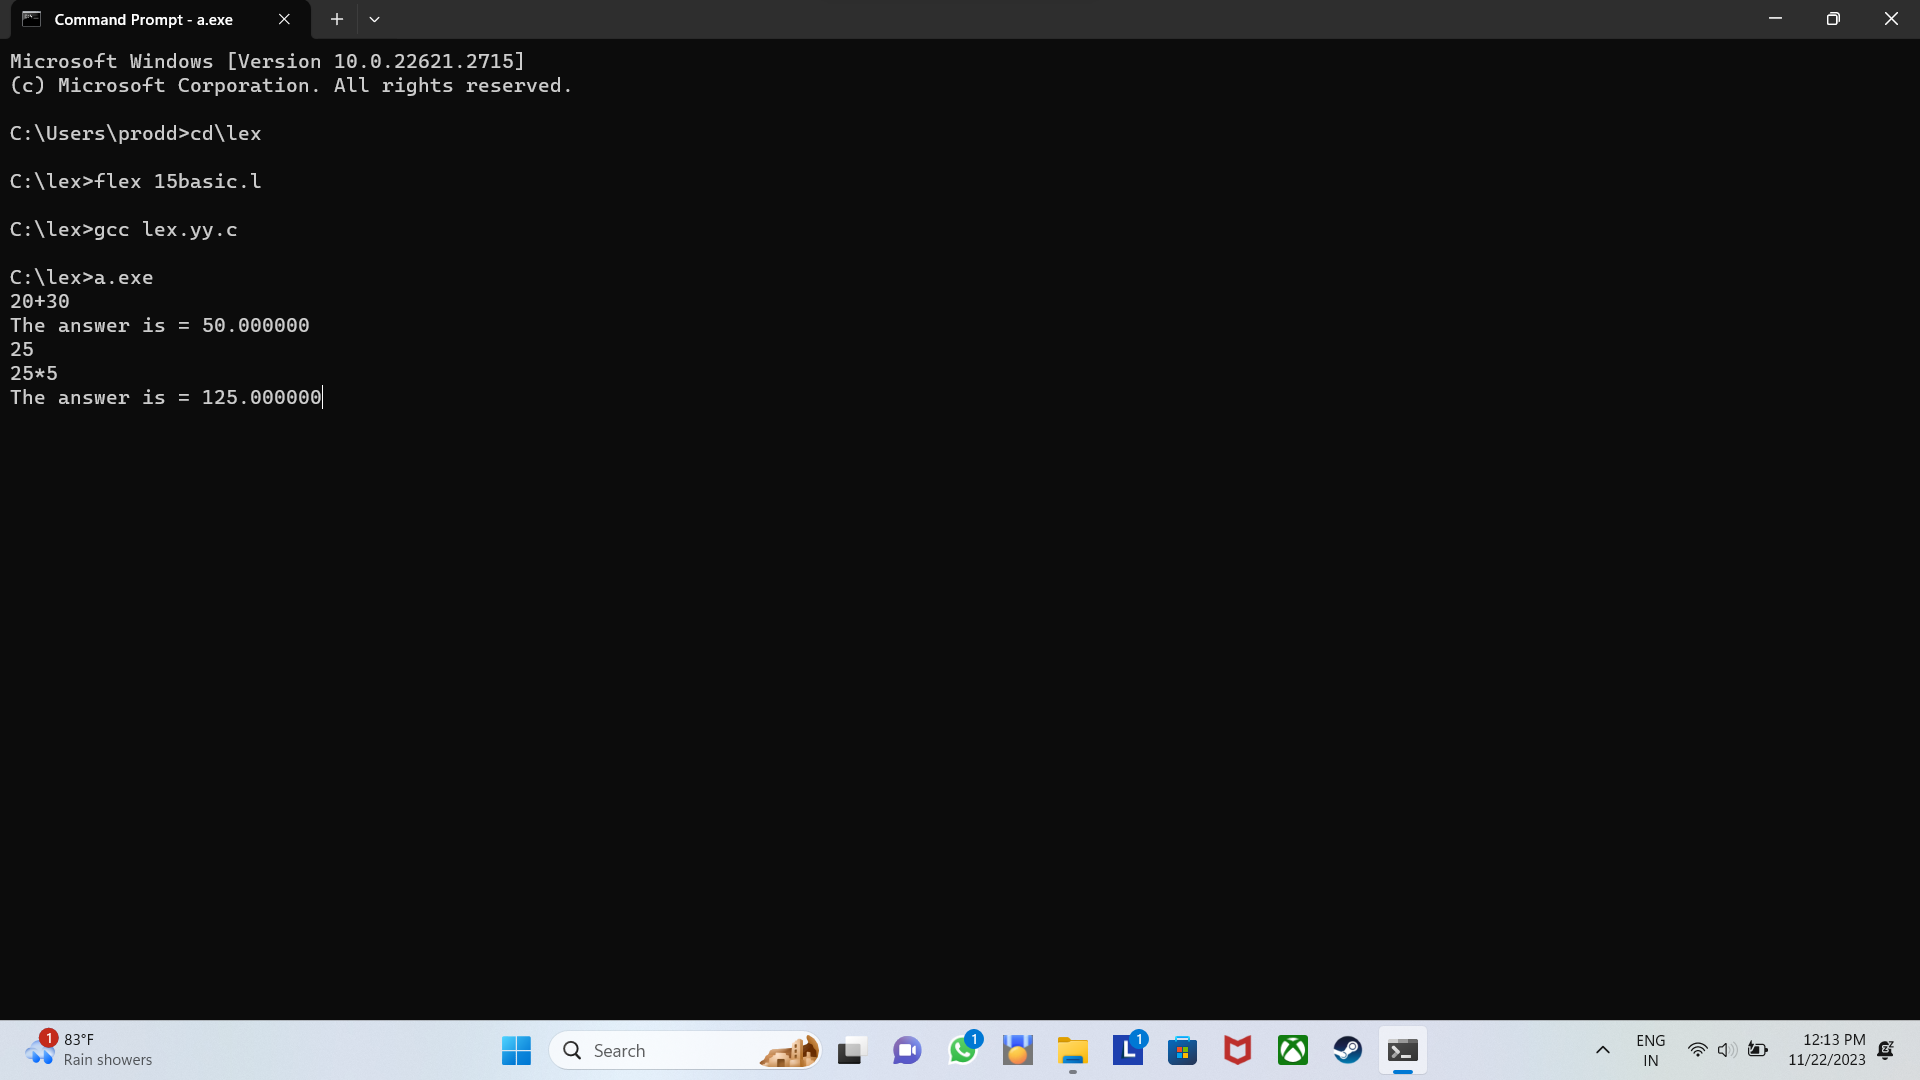 Command Prompt - a.exe
Microsoft Windows [Version 10.0.22621.2715]
(c) Microsoft Corporation. All rights reserved.
C:\Users\prodd>cd\lex
C:\lex>flex 15basic.l
C:\lex>gcc lex.yy.c
C:\lex>a.exe
20+30
The answer is = 50.000000
25
25*5
The answer is = 125.000000
1
83°F
Rain showers
Search
1
L
1
ENG
IN
12:13 PM
11/22/2023